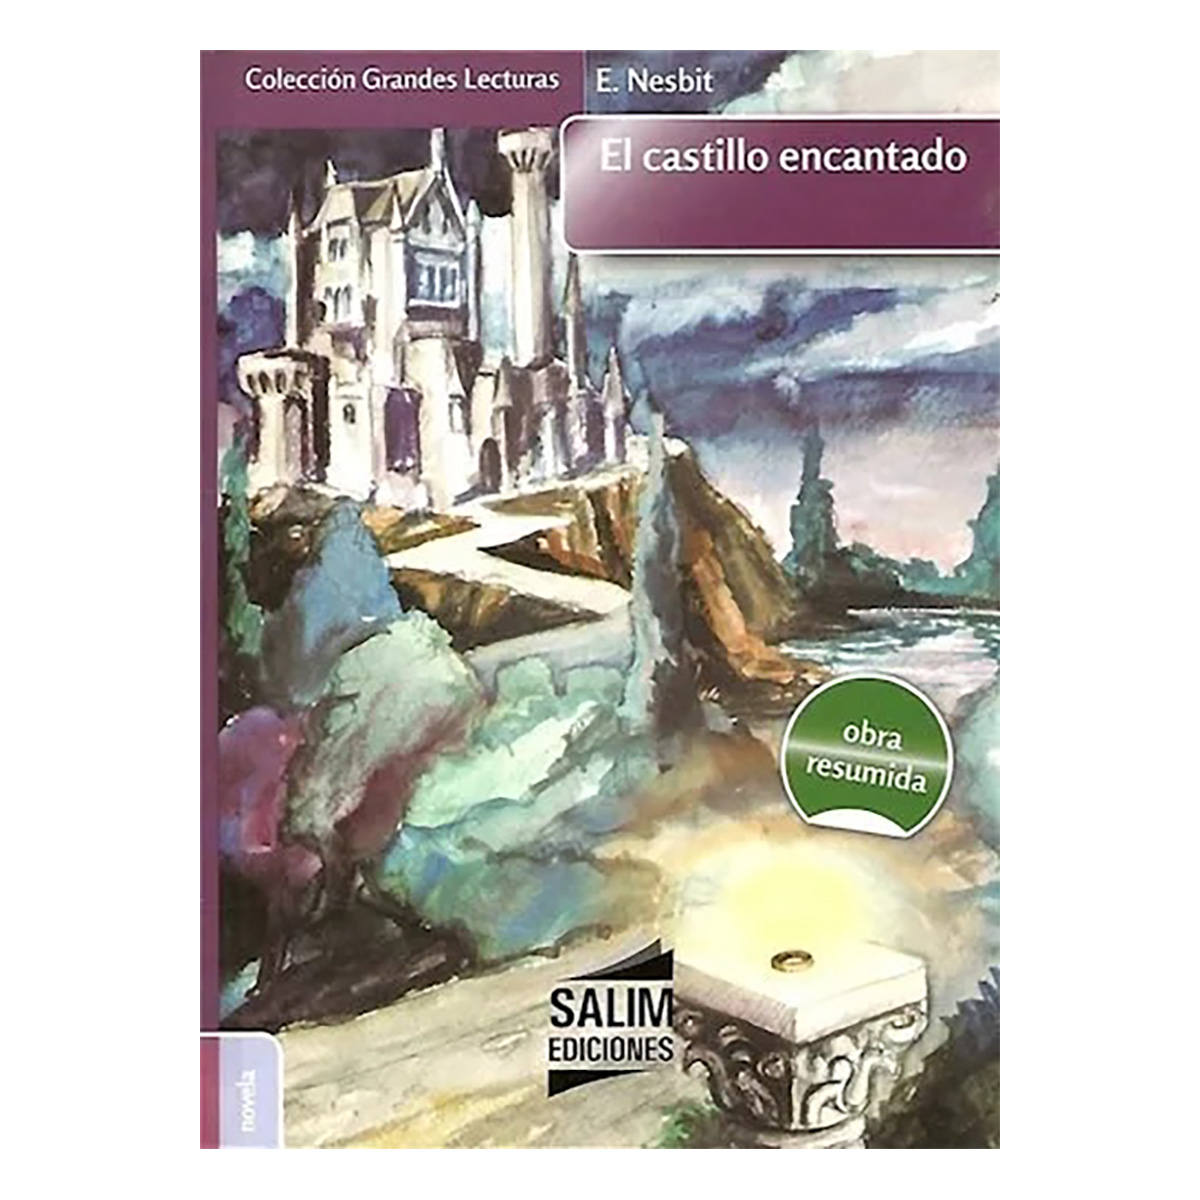 Colección Grandes Lecturas
E. Nesbit
El castillo encantado
obra
resumida
SALIM
EDICIONES
novela